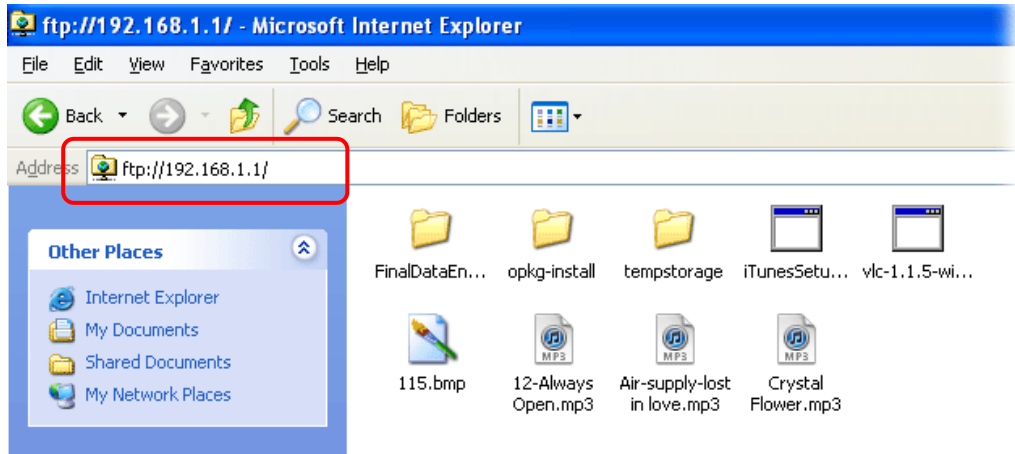 ftp://192.168.1.1/ - Microsoft Internet Explorer
File Edit View Favorites Tools Help
Back Search Folders
Address ftp://192.168.1.1/
Other Places
Internet Explorer
My Documents
Shared Documents
My Network Places
FinalDataEn... opkg-install tempstorage iTunesSetu... vlc-1.1.5-wi...
MP3 MP3 MP3
115.bmp 12-Always Air-supply-lost Crystal
Open.mp3 in love.mp3 Flower.mp3